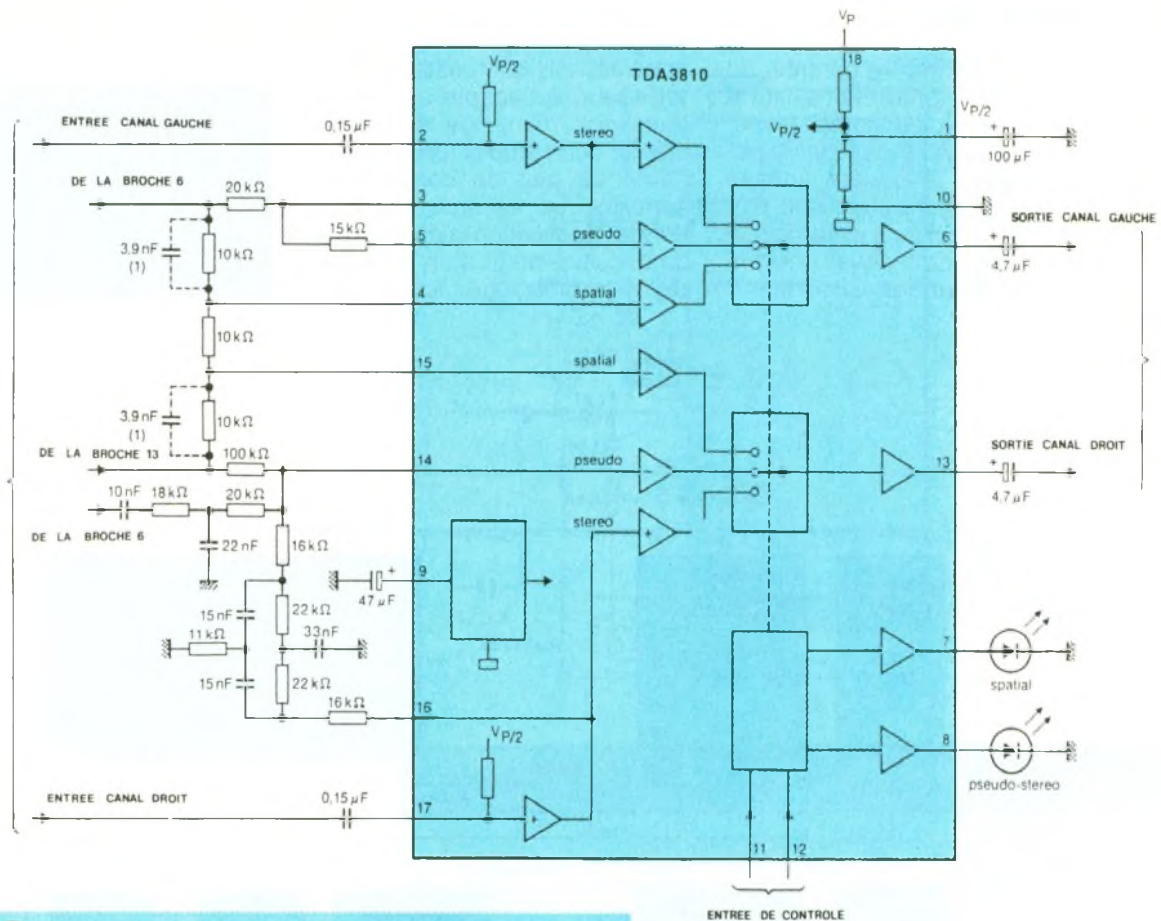 VP
18
TDA3810
VP/2
ENTREE CANAL GAUCHE
0,15 µF
2
stereo
VP/2
VP/2
1
+
100 µF
DE LA BROCHE 6
20 kΩ
3
10
SORTIE CANAL GAUCHE
15 kΩ
5
pseudo
6
+
4,7 µF
3,9 nF
(1)
10 kΩ
4
spatial
10 kΩ
15
spatial
3,9 nF
(1)
10 kΩ
DE LA BROCHE 13
100 kΩ
14
pseudo
13
SORTIE CANAL DROIT
+
4,7 µF
10 nF
18 kΩ
20 kΩ
stereo
DE LA BROCHE 6
22 nF
16 kΩ
+
47 µF
9
15 nF
22 kΩ
11 kΩ
33 nF
15 nF
22 kΩ
16 kΩ
16
7
spatial
VP/2
8
pseudo-stereo
ENTREE CANAL DROIT
0,15 µF
17
11
12
ENTREE DE CONTROLE